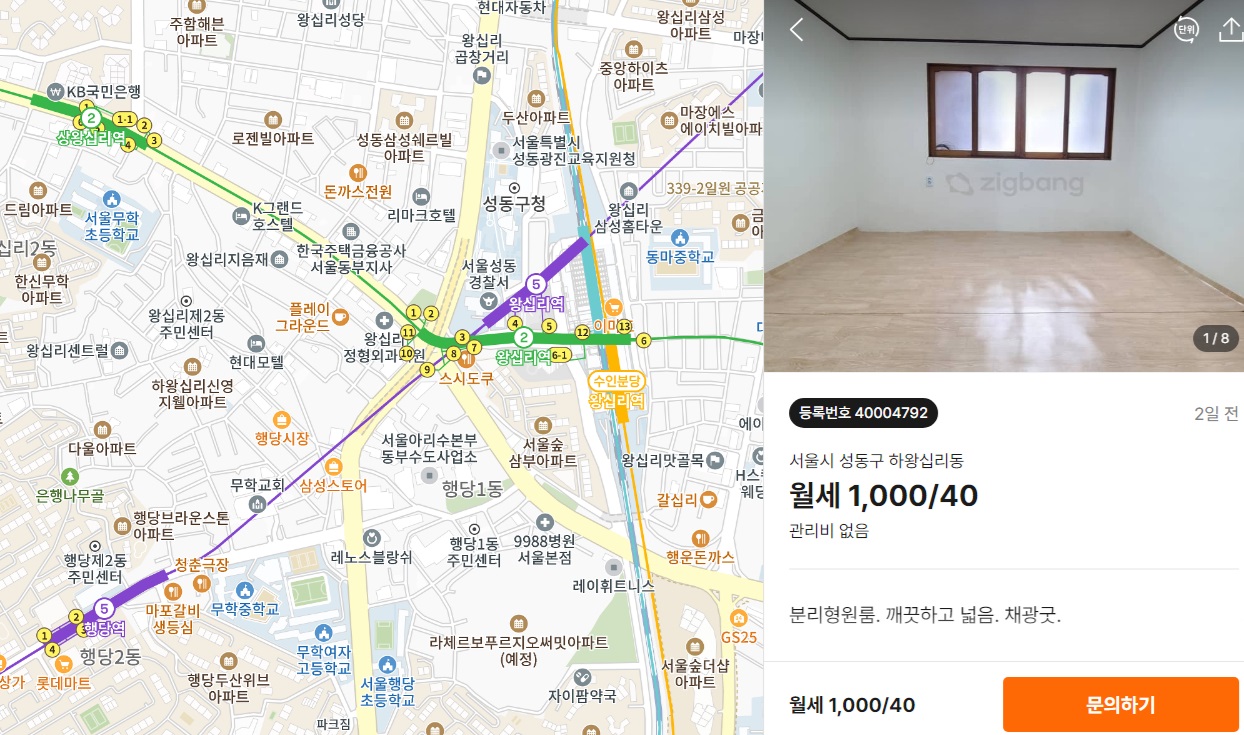 현대자동차
주함해븐
아파트
왕십리성당
왕십리삼성
아파트
왕십리
곱창거리
마장
중앙하이츠
아파트
KB국민은행
1
2
1-1
2
3
4
상왕십리역
로젠빌아파트
성동삼성쉐르빌
아파트
두산아파트
마장에스
에이치빌아파
서울특별시
성동광진교육지원청
돈까스전원
339-2일원 공공
드림아파트
서울무학
초등학교
K그랜드
호스텔
리마크호텔
성동구청
왕십리
삼성홈타운
금
아
십리2동
한신무학
아파트
왕십리지음재
한국주택금융공사
서울동부지사
서울성동
경찰서
동마중학교
5
왕십리역
왕십리제2동
주민센터
플레이
그라운드
1
2
11
10
9
3
8
7
4
2
5
12
13
6
6-1
왕십리역
왕십리
정형외과의원
스시도쿠
왕십리센트럴
현대모텔
수인분당
왕십리역
하왕십리신영
지웰아파트
행당시장
다울아파트
서울아리수본부
동부수도사업소
서울숲
삼부아파트
왕십리맛골목
에이
H스
웨딩
은행나무골
무학교회
삼성스토어
행당1동
갈십리
행당브라운스톤
아파트
행당제2동
주민센터
청춘극장
레노스블랑쉬
행당1동
주민센터
9988병원
서울본점
행운돈까스
레이휘트니스
5
행당역
1
2
4
마포갈비
생등심
무학중학교
행당2동
라체르보푸르지오써밋아파트
(예정)
GS25
무학여자
고등학교
서울숲더샵
아파트
상가
롯데마트
행당두산위브
아파트
서울행당
초등학교
자이팜약국
파크짐
단위
zigbang
1 / 8
등록번호 40004792
2일 전
서울시 성동구 하왕십리동
월세 1,000/40
관리비 없음
분리형원룸. 깨끗하고 넓음. 채광굿.
월세 1,000/40
문의하기